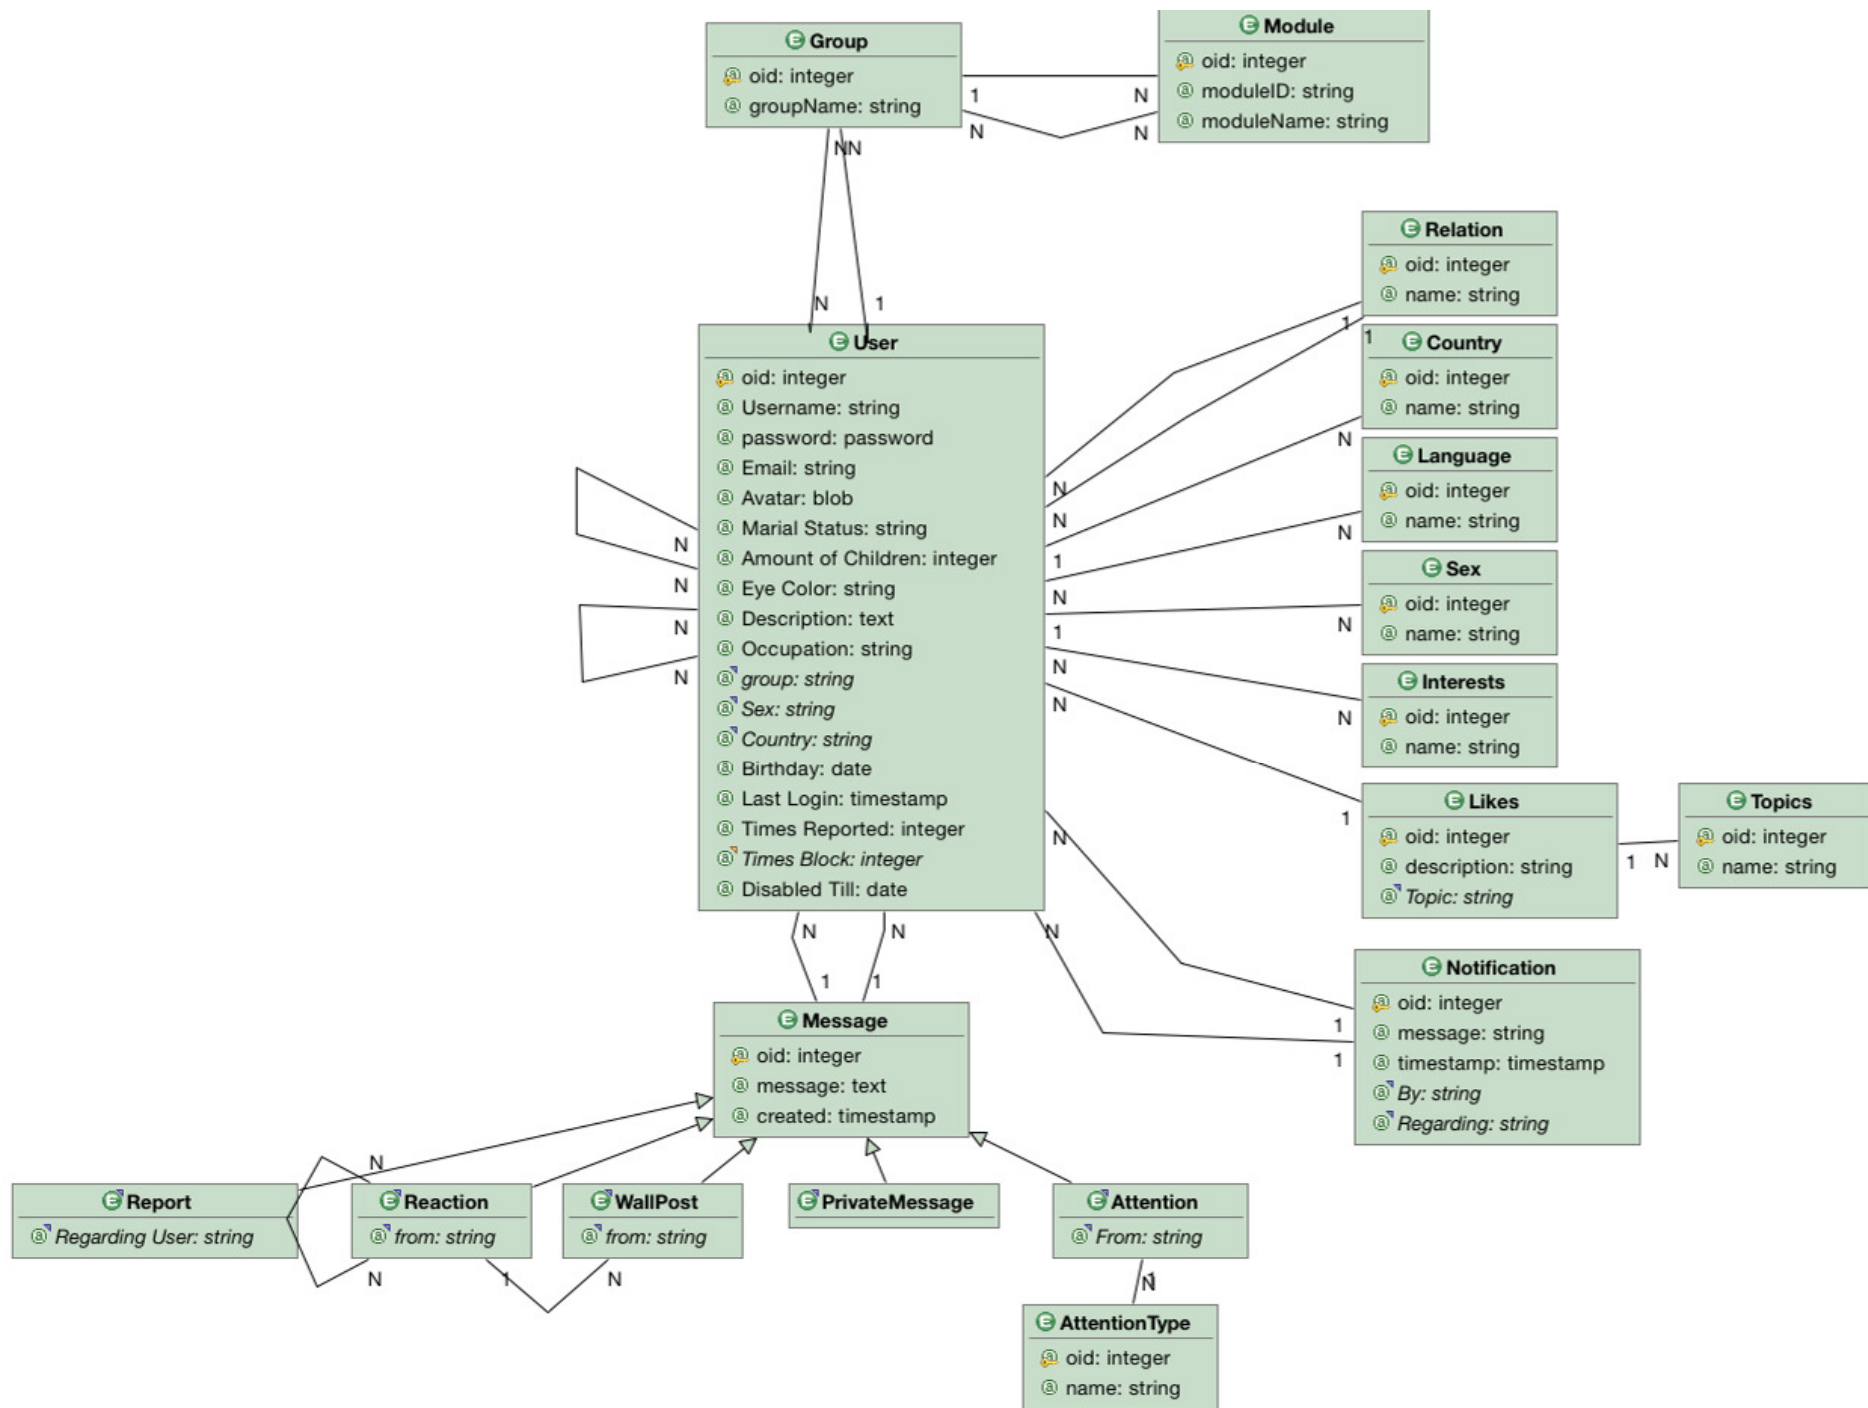 Group
oid: integer
groupName: string
Module
oid: integer
moduleID: string
moduleName: string
1
N
N
N
NN
N
1
Relation
oid: integer
name: string
1
1
Country
oid: integer
name: string
N
Language
oid: integer
name: string
N
Sex
oid: integer
name: string
N
Interests
oid: integer
name: string
N
User
oid: integer
Username: string
password: password
Email: string
Avatar: blob
Marial Status: string
Amount of Children: integer
Eye Color: string
Description: text
Occupation: string
group: string
Sex: string
Country: string
Birthday: date
Last Login: timestamp
Times Reported: integer
Times Block: integer
Disabled Till: date
N
N
N
N
N
N
1
N
1
N
N
N
N
Likes
oid: integer
description: string
Topic: string
1
1
N
Topics
oid: integer
name: string
Notification
oid: integer
message: string
timestamp: timestamp
By: string
Regarding: string
1
1
N
N
1
1
Message
oid: integer
message: text
created: timestamp
N
Report
Regarding User: string
Reaction
from: string
WallPost
from: string
PrivateMessage
Attention
From: string
N
1
N
N
1
AttentionType
oid: integer
name: string